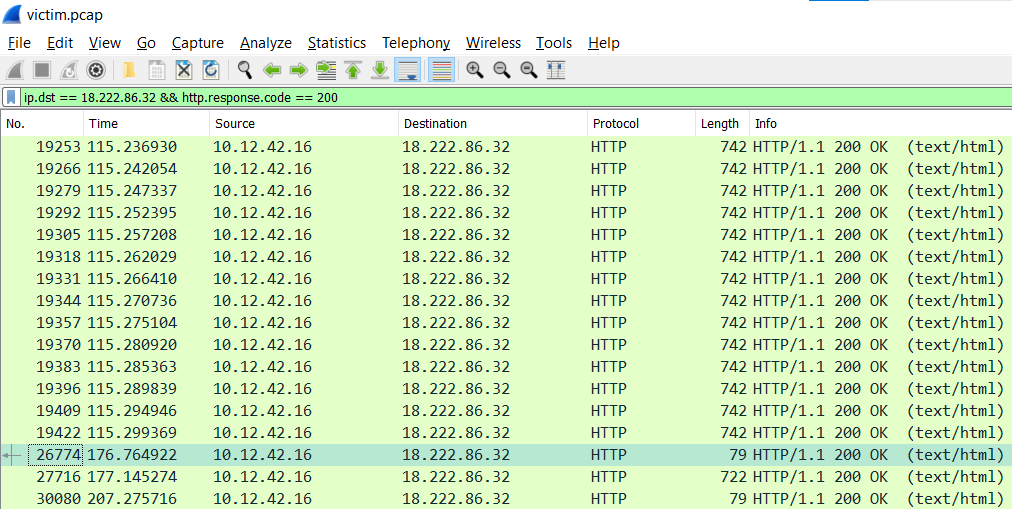 victim.pcap
File Edit View Go Capture Analyze Statistics Telephony Wireless Tools Help
ip.dst == 18.222.86.32 && http.response.code == 200
No. Time Source Destination Protocol Length Info
19253 115.236930 10.12.42.16 18.222.86.32 HTTP 742 HTTP/1.1 200 OK (text/html)
19266 115.242054 10.12.42.16 18.222.86.32 HTTP 742 HTTP/1.1 200 OK (text/html)
19279 115.247337 10.12.42.16 18.222.86.32 HTTP 742 HTTP/1.1 200 OK (text/html)
19292 115.252395 10.12.42.16 18.222.86.32 HTTP 742 HTTP/1.1 200 OK (text/html)
19305 115.257208 10.12.42.16 18.222.86.32 HTTP 742 HTTP/1.1 200 OK (text/html)
19318 115.262029 10.12.42.16 18.222.86.32 HTTP 742 HTTP/1.1 200 OK (text/html)
19331 115.266410 10.12.42.16 18.222.86.32 HTTP 742 HTTP/1.1 200 OK (text/html)
19344 115.270736 10.12.42.16 18.222.86.32 HTTP 742 HTTP/1.1 200 OK (text/html)
19357 115.275104 10.12.42.16 18.222.86.32 HTTP 742 HTTP/1.1 200 OK (text/html)
19370 115.280920 10.12.42.16 18.222.86.32 HTTP 742 HTTP/1.1 200 OK (text/html)
19383 115.285363 10.12.42.16 18.222.86.32 HTTP 742 HTTP/1.1 200 OK (text/html)
19396 115.289839 10.12.42.16 18.222.86.32 HTTP 742 HTTP/1.1 200 OK (text/html)
19409 115.294946 10.12.42.16 18.222.86.32 HTTP 742 HTTP/1.1 200 OK (text/html)
19422 115.299369 10.12.42.16 18.222.86.32 HTTP 742 HTTP/1.1 200 OK (text/html)
26774 176.764922 10.12.42.16 18.222.86.32 HTTP 79 HTTP/1.1 200 OK (text/html)
27716 177.145274 10.12.42.16 18.222.86.32 HTTP 722 HTTP/1.1 200 OK (text/html)
30080 207.275716 10.12.42.16 18.222.86.32 HTTP 79 HTTP/1.1 200 OK (text/html)